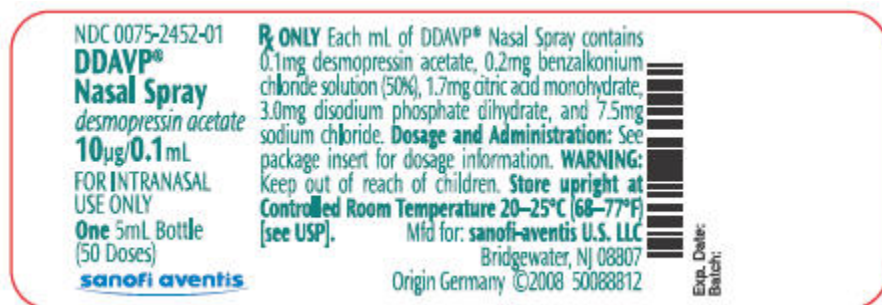 NDC 0075-2452-01
DDAVP®
Nasal Spray
desmopressin acetate
10µg/0.1mL
FOR INTRANASAL
USE ONLY
One 5mL Bottle
(50 Doses)
sanofi aventis
Rx ONLY Each mL of DDAVP® Nasal Spray contains
0.1mg desmopressin acetate, 0.2mg benzalkonium
chloride solution (50%), 1.7mg citric acid monohydrate,
3.0mg disodium phosphate dihydrate, and 7.5mg
sodium chloride. Dosage and Administration: See
package insert for dosage information. WARNING:
Keep out of reach of children. Store upright at
Controlled Room Temperature 20–25°C (68–77°F)
[see USP]. Mfd for: sanofi-aventis U.S. LLC
Bridgewater, NJ 08807
Origin Germany ©2008 50088812
Exp. Date:
Batch: